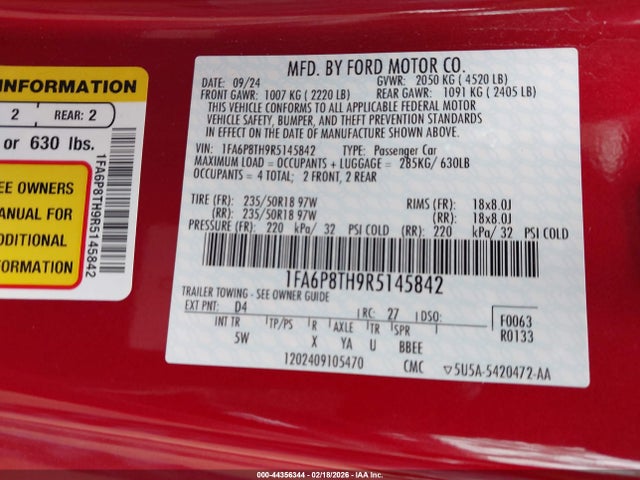 INFORMATION
2 REAR: 2
or 630 lbs.
EE OWNERS
ANUAL FOR
DDITIONAL
FORMATION
1FA6P8TH9R5145842
MFD. BY FORD MOTOR CO.
DATE: 09/24 GVWR: 2050 KG ( 4520 LB)
FRONT GAWR: 1007 KG ( 2220 LB) REAR GAWR: 1091 KG ( 2405 LB)
THIS VEHICLE CONFORMS TO ALL APPLICABLE FEDERAL MOTOR
VEHICLE SAFETY, BUMPER, AND THEFT PREVENTION STANDARDS
IN EFFECT ON THE DATE OF MANUFACTURE SHOWN ABOVE.
VIN: 1FA6P8TH9R5145842 TYPE: Passenger Car
MAXIMUM LOAD = OCCUPANTS + LUGGAGE = 285KG/ 630LB
OCCUPANTS = 4 TOTAL: 2 FRONT, 2 REAR
TIRE (FR): 235/50R18 97W RIMS (FR): 18x8.0J
(RR): 235/50R18 97W (RR): 18x8.0J
PRESSURE (FR): 220 kPa/ 32 PSI COLD (RR): 220 kPa/ 32 PSI COLD
1FA6P8TH9R5145842
TRAILER TOWING - SEE OWNER GUIDE
EXT PNT: D4 RC: 27 DSO: F0063
INT TR TP/PS R AXLE TR SPR R0133
5W X YA U BBEE
1202409105470 CMC 5U5A-5420472-AA
000-44356344 - 02/18/2026 - IAA Inc.